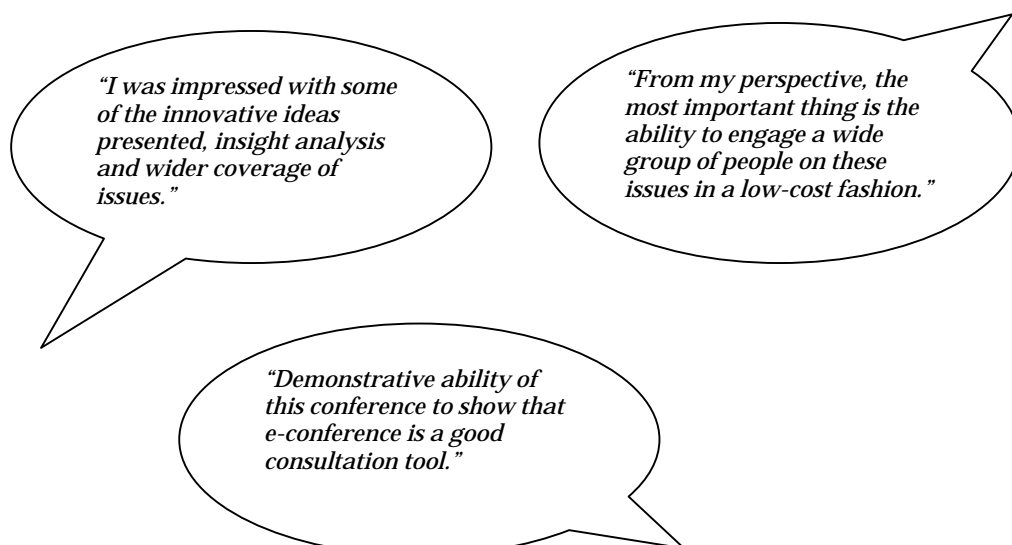 “I was impressed with some
of the innovative ideas
presented, insight analysis
and wider coverage of
issues.”
“From my perspective, the
most important thing is the
ability to engage a wide
group of people on these
issues in a low-cost fashion.”
“Demonstrative ability of
this conference to show that
e-conference is a good
consultation tool.”